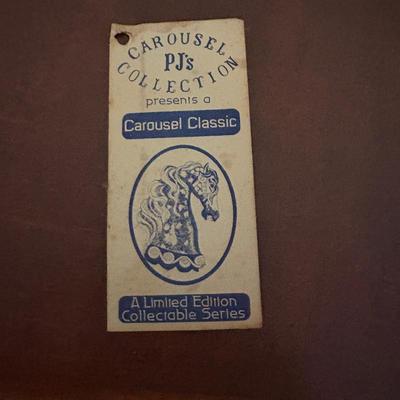 CAROUSEL
PJ's
COLLECTION
presents a
Carousel Classic
A Limited Edition
Collectable Series